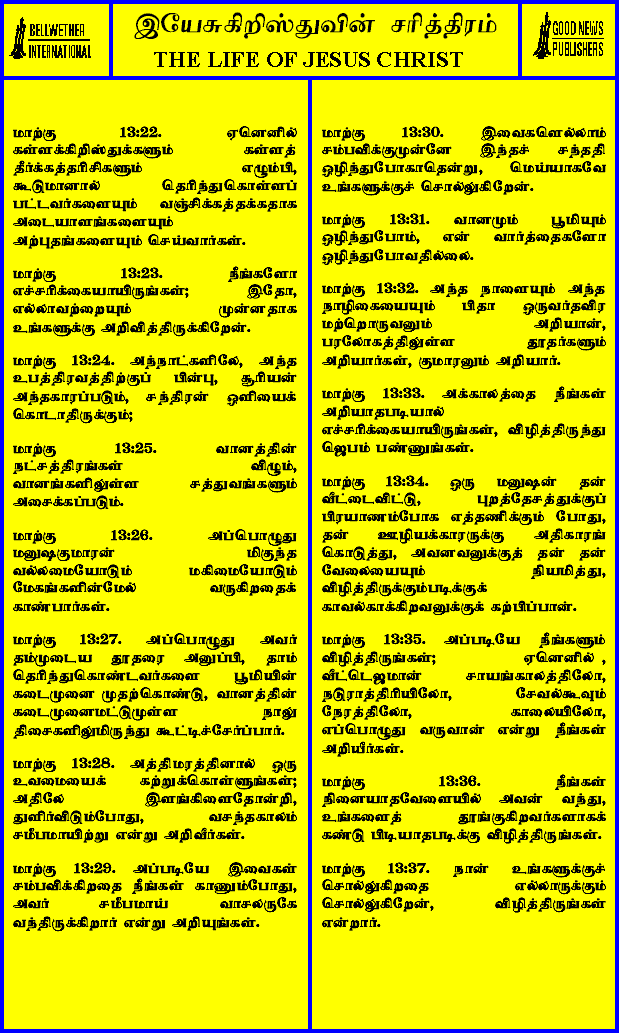 BELLWETHER
INTERNATIONAL
இயேசுகிறிஸ்துவின் சரித்திரம்
THE LIFE OF JESUS CHRIST
GOOD NEWS
PUBLISHERS
மாற்கு 13:22. ஏனெனில்
கள்ளக்கிறிஸ்துக்களும் கள்ளத்
தீர்க்கத்தரிசிகளும் எழும்பி,
கூடுமானால் தெரிந்துகொள்ளப்
பட்டவர்களையும் வஞ்சிக்கத்தக்கதாக
அடையாளங்களையும்
அற்புதங்களையும் செய்வார்கள்.
மாற்கு 13:23. நீங்களோ
எச்சரிக்கையாயிருங்கள்; இதோ,
எல்லாவற்றையும் முன்னதாக
உங்களுக்கு அறிவித்திருக்கிறேன்.
மாற்கு 13:24. அந்நாட்களிலே, அந்த
உபத்திரவத்திற்குப் பின்பு, சூரியன்
அந்தகாரப்படும், சந்திரன் ஒளியைக்
கொடாதிருக்கும்;
மாற்கு 13:25. வானத்தின்
நட்சத்திரங்கள் விழும்,
வானங்களிலுள்ள சத்துவங்களும்
அசைக்கப்படும்.
மாற்கு 13:26. அப்பொழுது
மனுஷகுமாரன் மிகுந்த
வல்லமையோடும் மகிமையோடும்
மேகங்களின்மேல் வருகிறதைக்
காண்பார்கள்.
மாற்கு 13:27. அப்பொழுது அவர்
தம்முடைய தூதரை அனுப்பி, தாம்
தெரிந்துகொண்டவர்களை பூமியின்
கடைமுனை முதற்கொண்டு, வானத்தின்
கடைமுனைமட்டுமுள்ள நாலு
திசைகளிலுமிருந்து கூட்டிச்சேர்ப்பார்.
மாற்கு 13:28. அத்திமரத்தினால் ஒரு
உவமையைக் கற்றுக்கொள்ளுங்கள்;
அதிலே இளங்கிளைதோன்றி,
துளிர்விடும்போது, வசந்தகாலம்
சமீபமாயிற்று என்று அறிவீர்கள்.
மாற்கு 13:29. அப்படியே இவைகள்
சம்பவிக்கிறதை நீங்கள் காணும்போது,
அவர் சமீபமாய் வாசலருகே
வந்திருக்கிறார் என்று அறியுங்கள்.
மாற்கு 13:30. இவைகளெல்லாம்
சம்பவிக்குமுன்னே இந்தச் சந்ததி
ஒழிந்துபோகாதென்று, மெய்யாகவே
உங்களுக்குச் சொல்லுகிறேன்.
மாற்கு 13:31. வானமும் பூமியும்
ஒழிந்துபோம், என் வார்த்தைகளோ
ஒழிந்துபோவதில்லை.
மாற்கு 13:32. அந்த நாளையும் அந்த
நாழிகையையும் பிதா ஒருவர்தவிர
மற்றொருவனும் அறியான்,
பரலோகத்திலுள்ள தூதர்களும்
அறியார்கள், குமாரனும் அறியார்.
மாற்கு 13:33. அக்காலத்தை நீங்கள்
அறியாதபடியால்
எச்சரிக்கையாயிருங்கள், விழித்திருந்து
ஜெபம் பண்ணுங்கள்.
மாற்கு 13:34. ஒரு மனுஷன் தன்
வீட்டைவிட்டு, புறத்தேசத்துக்குப்
பிரயாணம்போக எத்தணிக்கும் போது,
தன் ஊழியக்காரருக்கு அதிகாரங்
கொடுத்து, அவனவனுக்குத் தன் தன்
வேலையையும் நியமித்து,
விழித்திருக்கும்படிக்குக்
காவல்காக்கிறவனுக்குக் கற்பிப்பான்.
மாற்கு 13:35. அப்படியே நீங்களும்
விழித்திருங்கள்; ஏனெனில் ,
வீட்டெஜமான் சாயங்காலத்திலோ,
நடுராத்திரியிலோ, சேவல்கூவும்
நேரத்திலோ, காலையிலோ,
எப்பொழுது வருவான் என்று நீங்கள்
அறியீர்கள்.
மாற்கு 13:36. நீங்கள்
நினையாதவேளையில் அவன் வந்து,
உங்களைத் தூங்குகிறவர்களாகக்
கண்டு பிடியாதபடிக்கு விழித்திருங்கள்.
மாற்கு 13:37. நான் உங்களுக்குச்
சொல்லுகிறதை எல்லாருக்கும்
சொல்லுகிறேன், விழித்திருங்கள்
என்றார்.